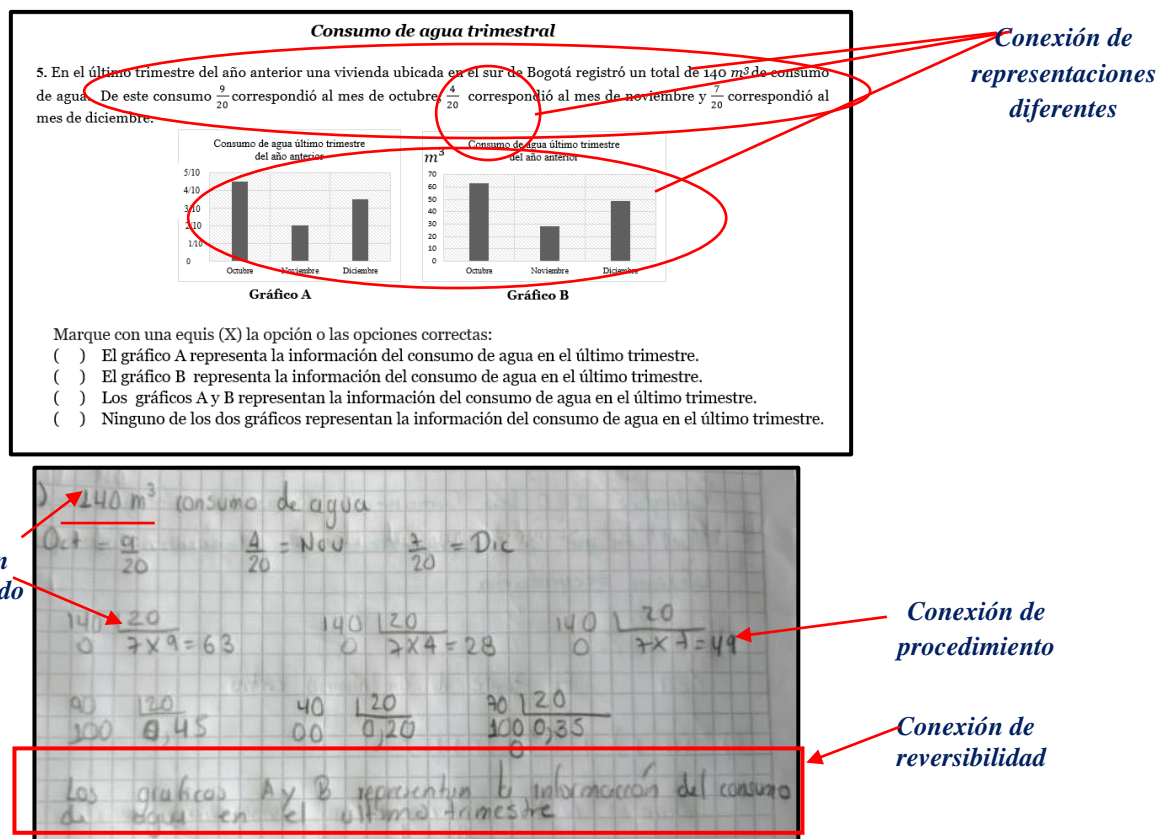 Consumo de agua trimestral
5. En el último trimestre del año anterior una vivienda ubicada en el sur de Bogotá registró un total de 140 m³ de consumo
de agua. De este consumo 9/20 correspondió al mes de octubre, 4/20 correspondió al mes de noviembre y 7/20 correspondió al
mes de diciembre.
Conexión de
representaciones
diferentes
Consumo de agua último trimestre
del año anterior
5/10
4/10
3/10
2/10
1/10
0
Octubre Noviembre Diciembre
Gráfico A
m³
Consumo de agua último trimestre
del año anterior
70
60
50
40
30
20
10
0
Octubre Noviembre Diciembre
Gráfico B
Marque con una equis (X) la opción o las opciones correctas:
( ) El gráfico A representa la información del consumo de agua en el último trimestre.
( ) El gráfico B representa la información del consumo de agua en el último trimestre.
( ) Los gráficos A y B representan la información del consumo de agua en el último trimestre.
( ) Ninguno de los dos gráficos representan la información del consumo de agua en el último trimestre.
) 140 m³ consumo de agua
Oct = 9/20 4/20 = Nov 7/20 = Dic
n
do
140 |20 140 |20 140 |20
0 7x9=63 0 7x4=28 0 7x7=49
Conexión de
procedimiento
90 |20 40 |20 70 |20
100 0,45 00 0,20 100 0,35
0
Conexión de
reversibilidad
Los graficos A y B representan la información del consumo
de agua en el ultimo trimestre